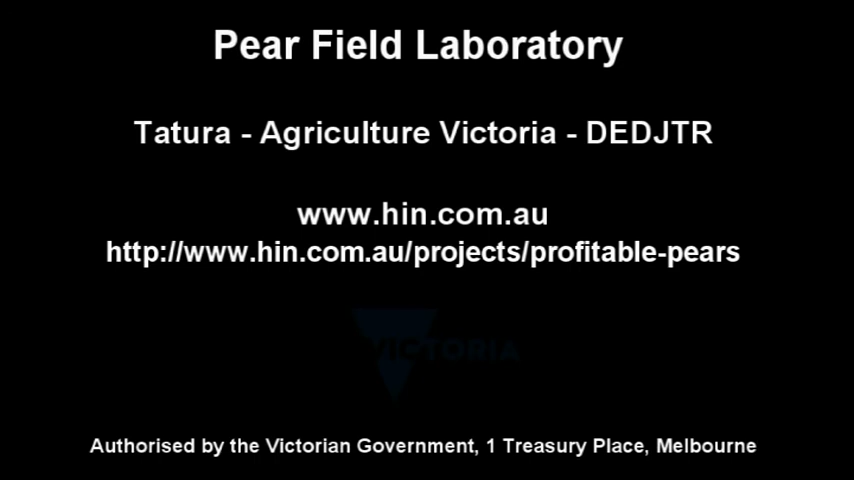 Pear Field Laboratory
Tatura - Agriculture Victoria - DEDJTR
www.hin.com.au
http://www.hin.com.au/projects/profitable-pears
VICTORIA
Authorised by the Victorian Government, 1 Treasury Place, Melbourne